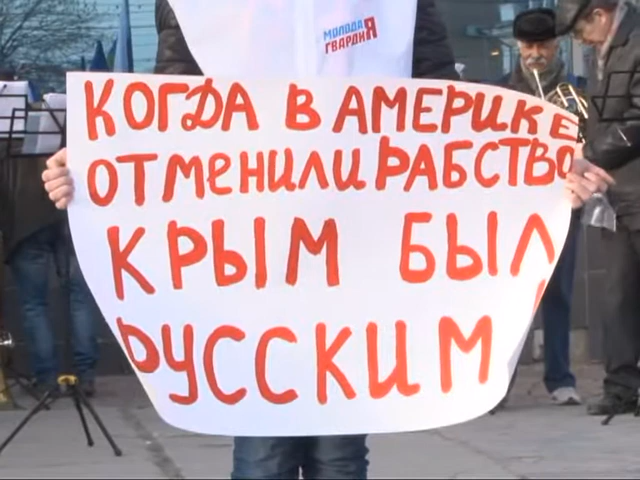 МОЛОДАЯ
ГВАРДИЯ
КОГДА В АМЕРИКЕ
ОТМЕНИЛИ РАБСТВО
КРЫМ БЫЛ
РУССКИМ!